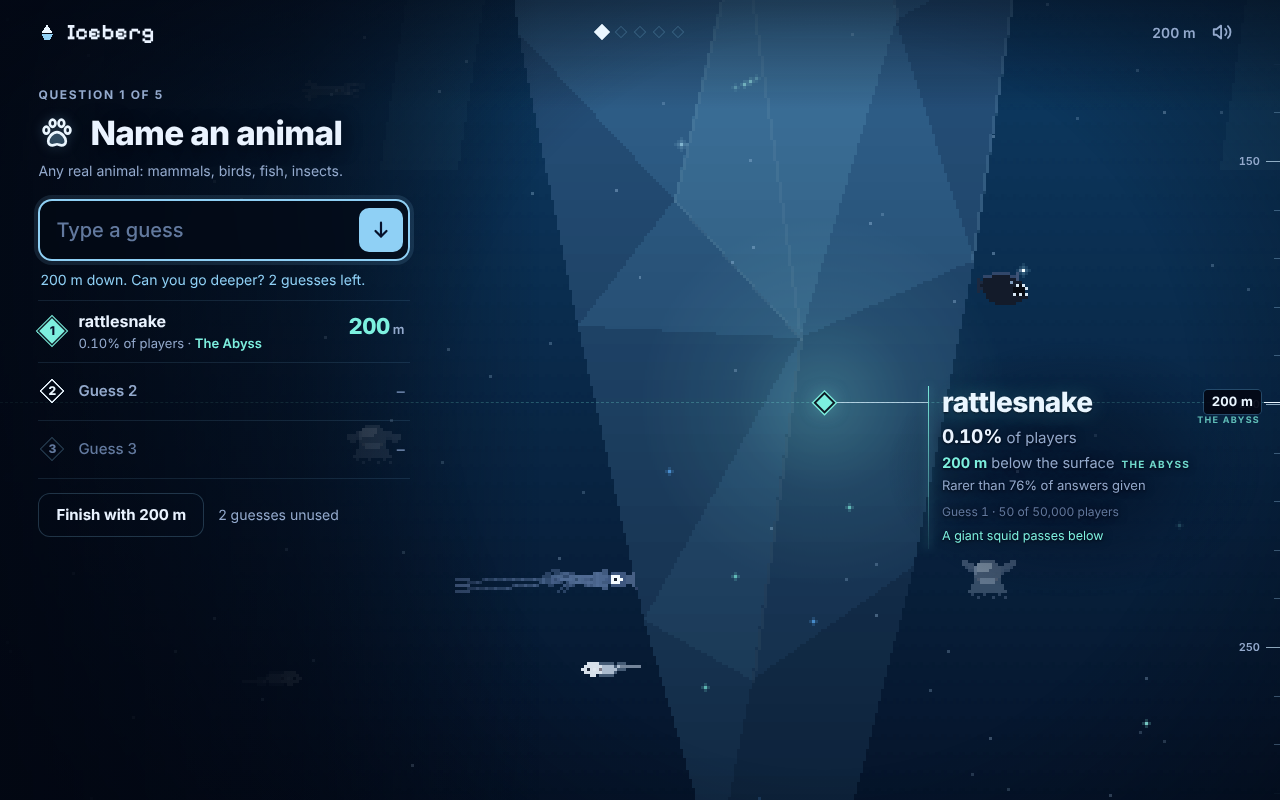 Iceberg
200 m
QUESTION 1 OF 5
Name an animal
Any real animal: mammals, birds, fish, insects.
Type a guess
200 m down. Can you go deeper? 2 guesses left.
1
rattlesnake
200 m
0.10% of players · The Abyss
2
Guess 2
–
3
Guess 3
–
Finish with 200 m
2 guesses unused
150
rattlesnake
0.10% of players
200 m below the surface THE ABYSS
Rarer than 76% of answers given
Guess 1 · 50 of 50,000 players
A giant squid passes below
200 m
THE ABYSS
250